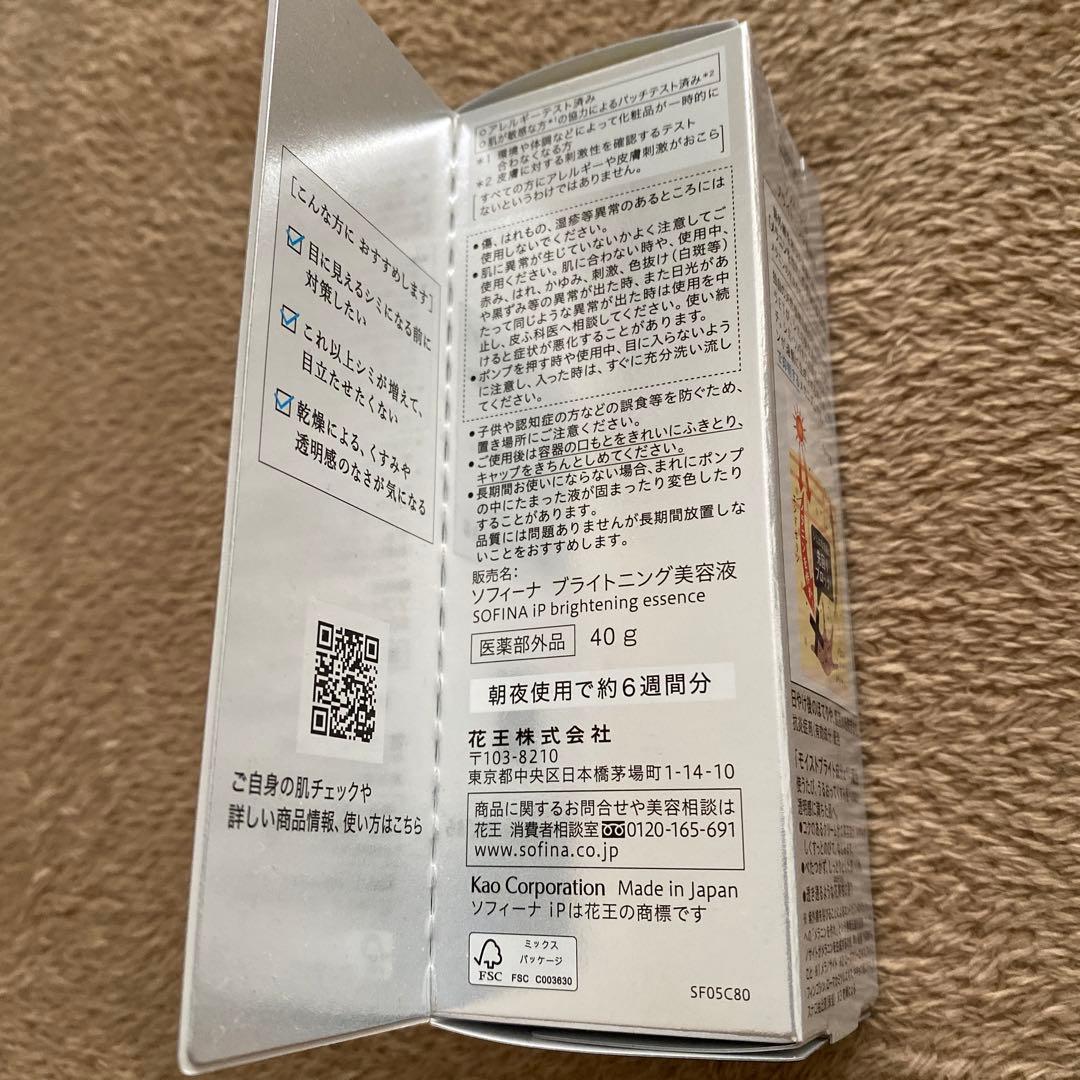 [こんな方に おすすめします]
目に見えるシミになる前に
対策したい
これ以上シミが増えて、
目立たせたくない
乾燥による、くすみや
透明感のなさが気になる
ご自身の肌チェックや
詳しい商品情報、使い方はこちら
○アレルギーテスト済み
○肌が敏感な方*1の協力によるパッチテスト済み*2
*1 環境や体調などによって化粧品が一時的に
合わなくなる方
*2 皮膚に対する刺激性を確認するテスト
[すべての方にアレルギーや皮膚刺激がおこら
ないというわけではありません。]
●傷、はれもの、湿疹等異常のあるところには
使用しないでください。
●肌に異常が生じていないかよく注意してご
使用ください。肌に合わない時や、使用中、
赤み、はれ、かゆみ、刺激、色抜け(白斑等)
や黒ずみ等の異常が出た時、また日光があ
たって同じような異常が出た時は使用を中
止し、皮ふ科医へ相談してください。使い続
けると症状が悪化することがあります。
●ポンプを押す時や使用中、目に入らないよう
に注意し、入った時は、すぐに充分洗い流し
てください。
●子供や認知症の方などの誤食等を防ぐため、
置き場所にご注意ください。
●ご使用後は容器の口もとをきれいにふきとり、
キャップをきちんとしめてください。
●長期間お使いにならない場合、まれにポンプ
の中にたまった液が固まったり変色したり
することがあります。
品質には問題ありませんが長期間放置しな
いことをおすすめします。
販売名:
ソフィーナ ブライトニング美容液
SOFINA iP brightening essence
医薬部外品 40g
朝夜使用で約6週間分
花王株式会社
〒103-8210
東京都中央区日本橋茅場町1-14-10
商品に関するお問合せや美容相談は
花王 消費者相談室 0120-165-691
www.sofina.co.jp
Kao Corporation Made in Japan
ソフィーナ iPは花王の商標です
ミックス
パッケージ
FSC FSC C003630
SF05C80